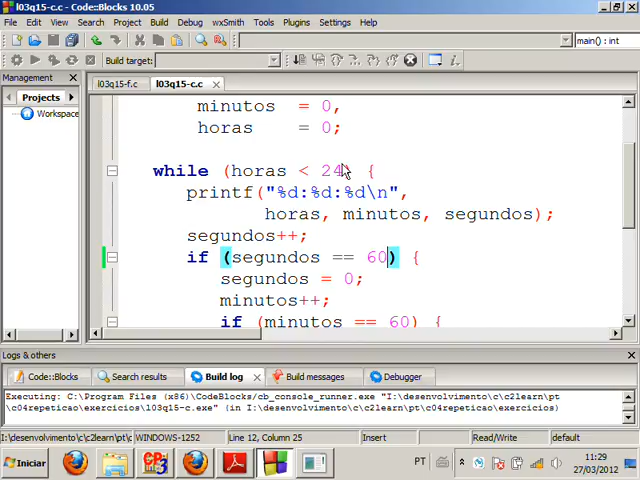 l03q15-c.c - Code::Blocks 10.05
File Edit View Search Project Build Debug wxSmith Tools Plugins Settings Help
main() : int
Build target:
Management
Projects
Workspace
l03q15-f.c l03q15-c.c
minutos = 0,
horas = 0;
while (horas < 24) {
printf("%d:%d:%d\n",
horas, minutos, segundos);
segundos++;
if (segundos == 60) {
segundos = 0;
minutos++;
if (minutos == 60) {
Logs & others
Code::Blocks Search results Build log Build messages Debugger
Executing: C:\Program Files (x86)\CodeBlocks/cb_console_runner.exe "I:\desenvolvimento\c\c2learn\pt
\c04repeticao\exercicios\l03q15-c.exe" (in I:\desenvolvimento\c\c2learn\pt\c04repeticao\exercicios)
I:\desenvolvimento\c\c2learn\pt\c WINDOWS-1252 Line 12, Column 25 Insert Read/Write default
Iniciar
PT
11:29
27/03/2012